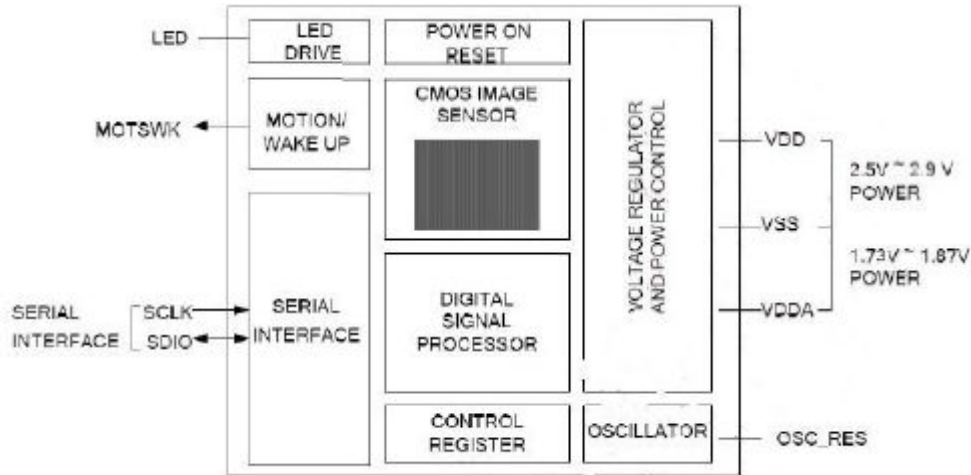 LED
LED
DRIVE
POWER ON
RESET
MOTSWK
MOTION/
WAKE UP
CMOS IMAGE
SENSOR
VOLTAGE REGULATOR
AND POWER CONTROL
VDD
2.5V ~ 2.9 V
POWER
VSS
1.73V ~ 1.87V
POWER
VDDA
SERIAL
INTERFACE
SCLK
SDIO
SERIAL
INTERFACE
DIGITAL
SIGNAL
PROCESSOR
CONTROL
REGISTER
OSCILLATOR
OSC_RES